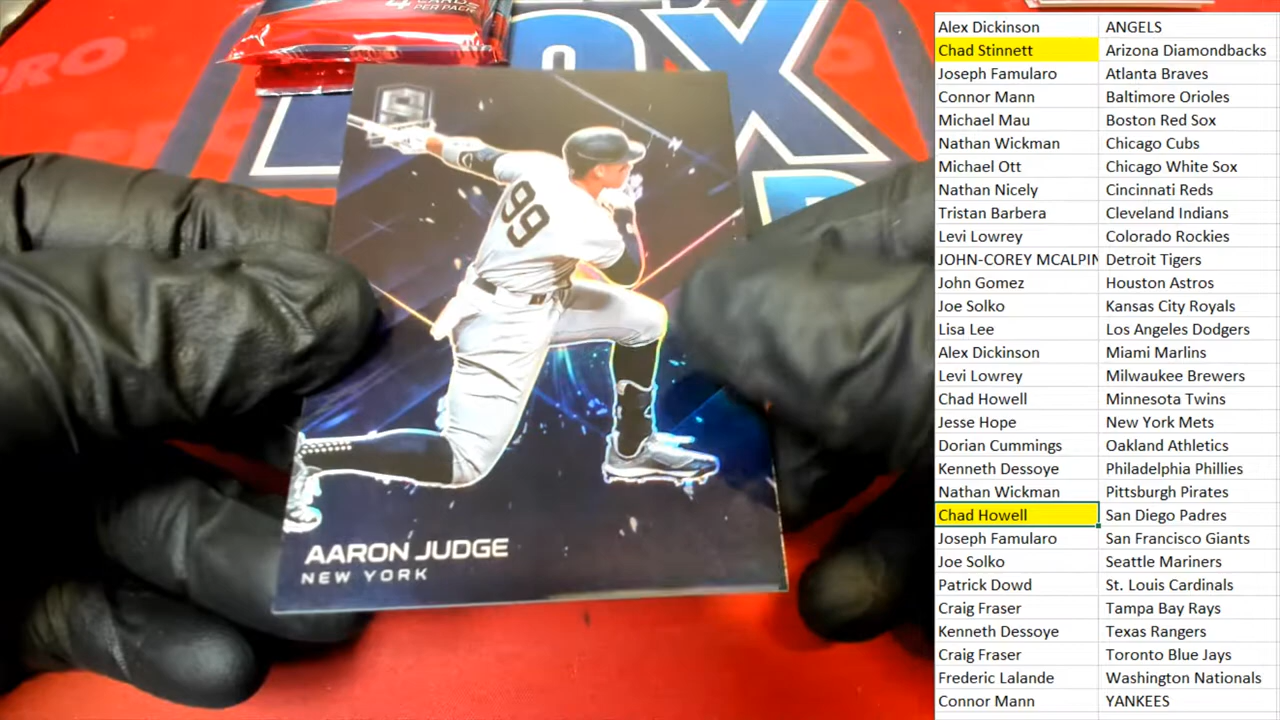 4 CARDS
PER PACK
PRO
OX
99
AARON JUDGE
NEW YORK
Alex Dickinson ANGELS
Chad Stinnett Arizona Diamondbacks
Joseph Famularo Atlanta Braves
Connor Mann Baltimore Orioles
Michael Mau Boston Red Sox
Nathan Wickman Chicago Cubs
Michael Ott Chicago White Sox
Nathan Nicely Cincinnati Reds
Tristan Barbera Cleveland Indians
Levi Lowrey Colorado Rockies
JOHN-COREY MCALPIN Detroit Tigers
John Gomez Houston Astros
Joe Solko Kansas City Royals
Lisa Lee Los Angeles Dodgers
Alex Dickinson Miami Marlins
Levi Lowrey Milwaukee Brewers
Chad Howell Minnesota Twins
Jesse Hope New York Mets
Dorian Cummings Oakland Athletics
Kenneth Dessoye Philadelphia Phillies
Nathan Wickman Pittsburgh Pirates
Chad Howell San Diego Padres
Joseph Famularo San Francisco Giants
Joe Solko Seattle Mariners
Patrick Dowd St. Louis Cardinals
Craig Fraser Tampa Bay Rays
Kenneth Dessoye Texas Rangers
Craig Fraser Toronto Blue Jays
Frederic Lalande Washington Nationals
Connor Mann YANKEES